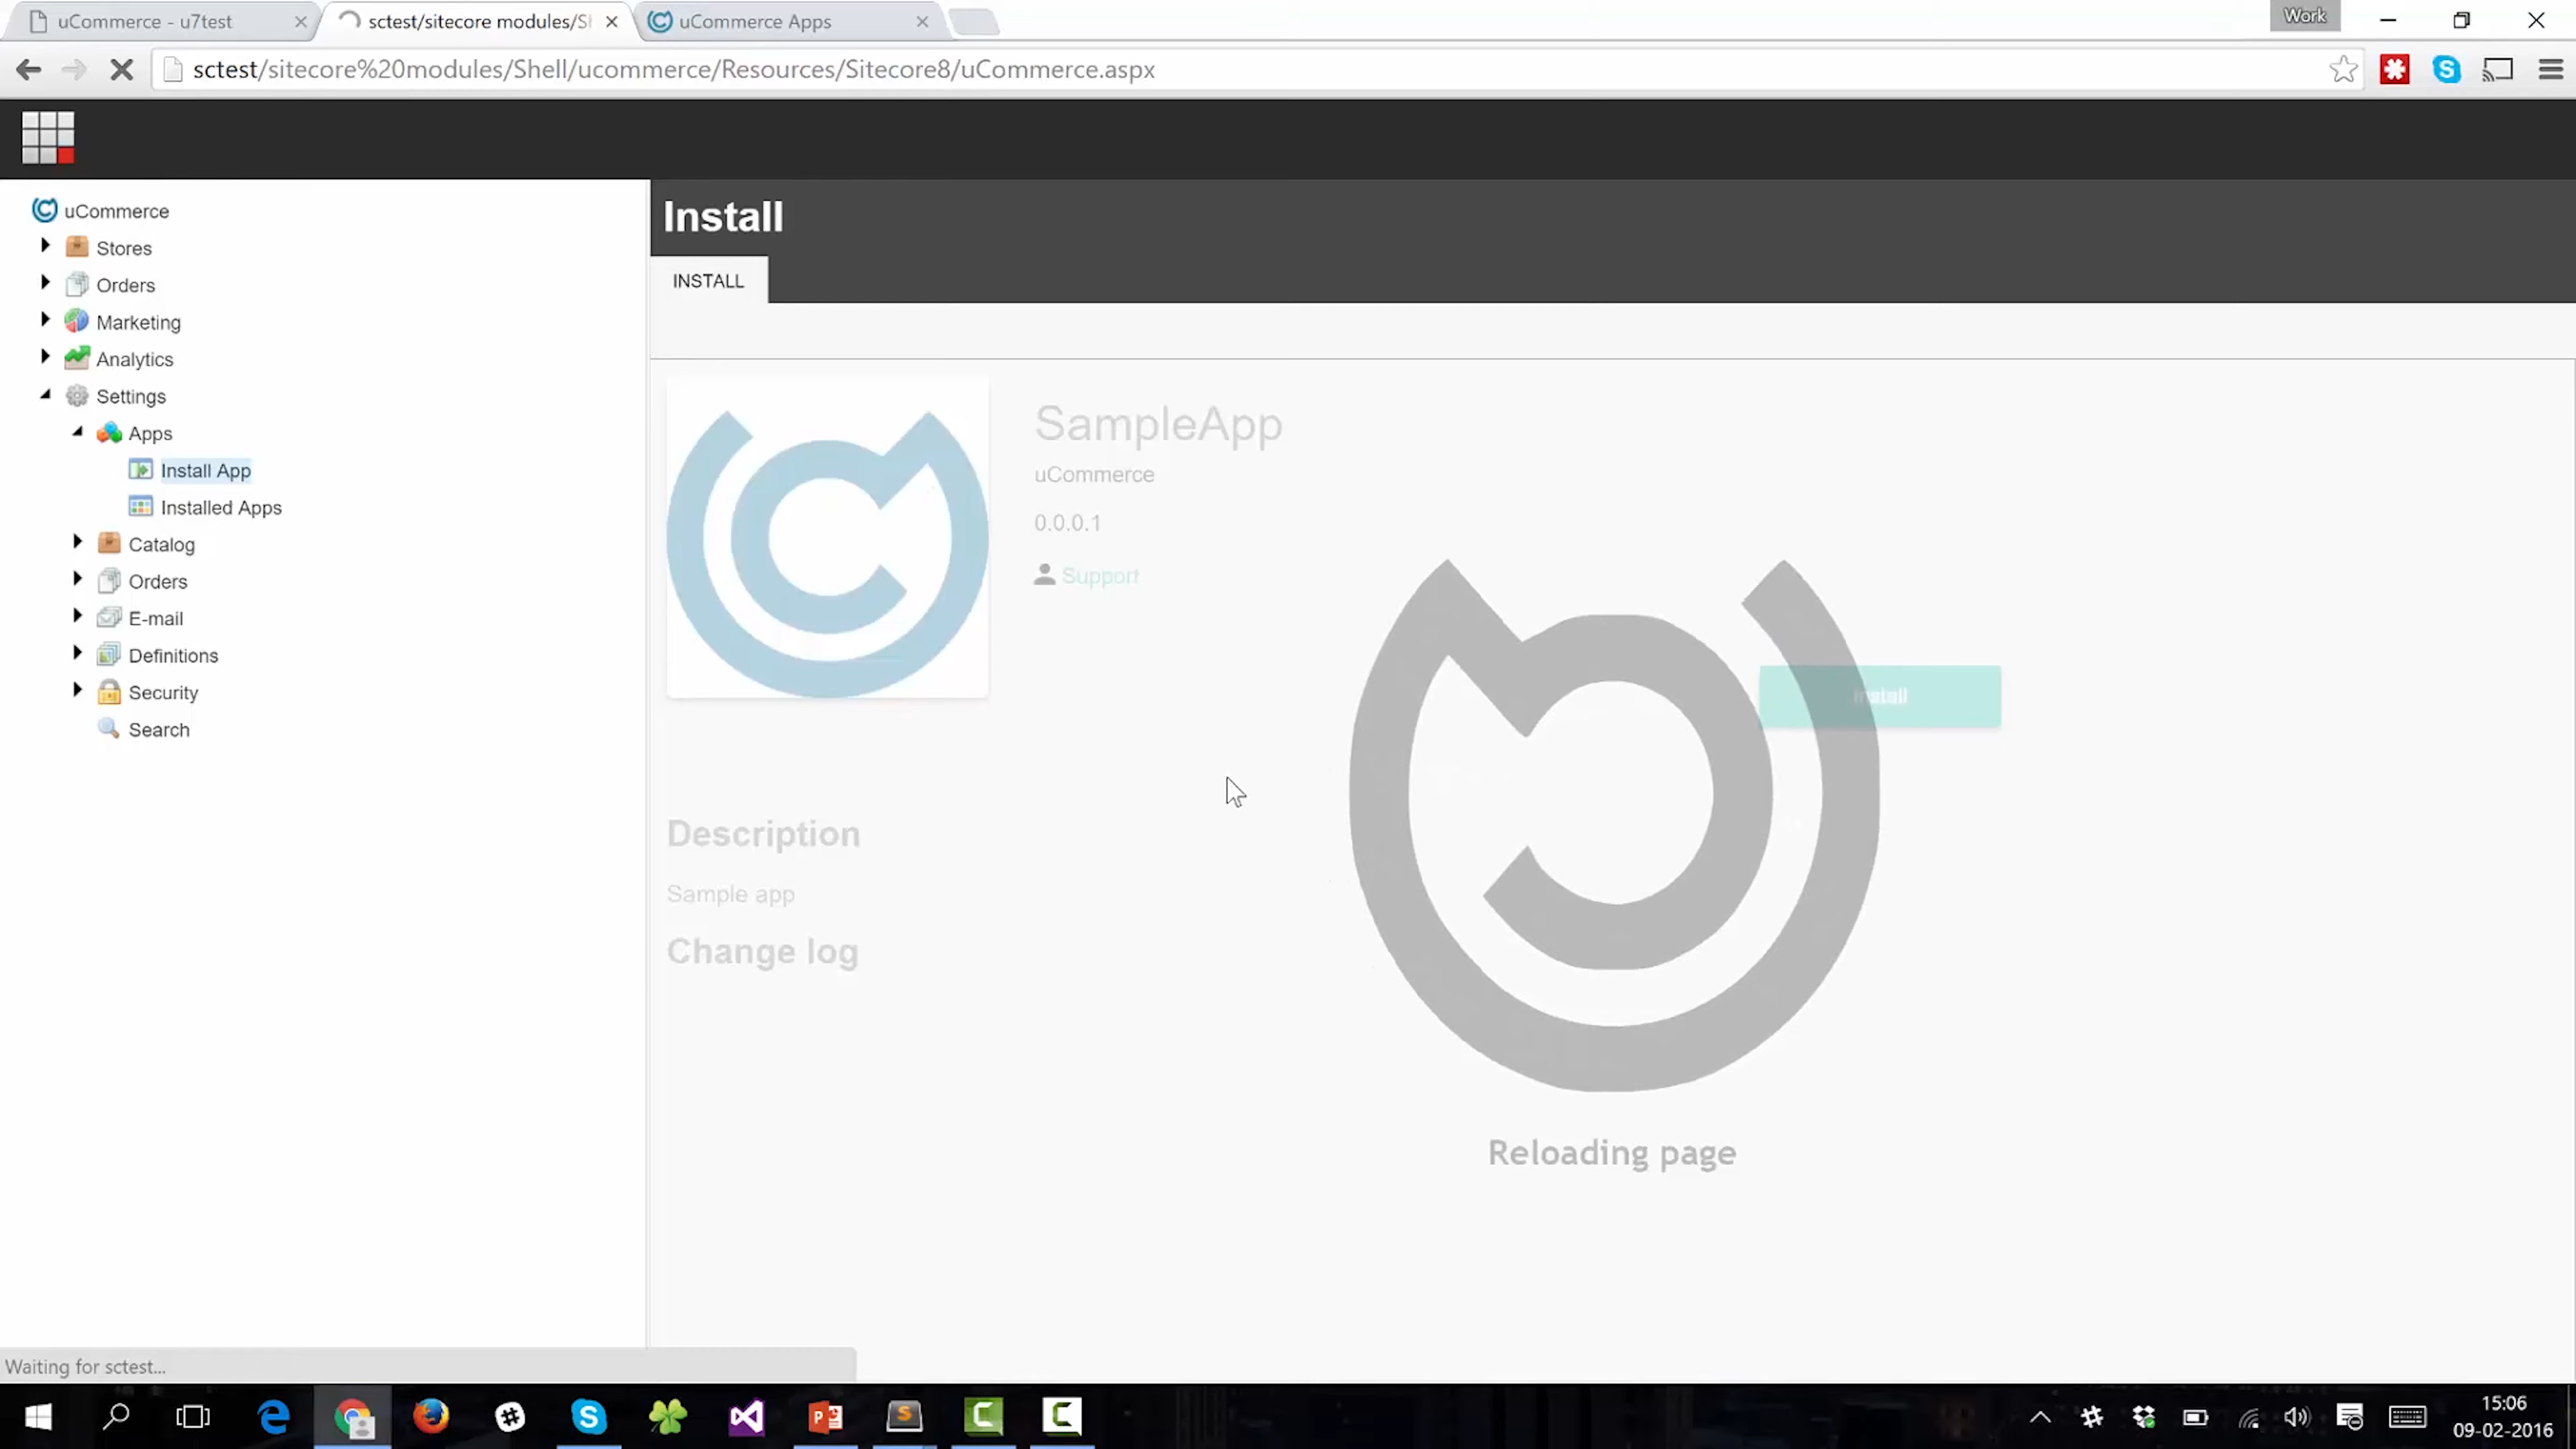 uCommerce - u7test
sctest/sitecore modules/Sh
uCommerce Apps
Work
sctest/sitecore%20modules/Shell/ucommerce/Resources/Sitecore8/uCommerce.aspx
uCommerce
Stores
Orders
Marketing
Analytics
Settings
Apps
Install App
Installed Apps
Catalog
Orders
E-mail
Definitions
Security
Search
Install
INSTALL
SampleApp
uCommerce
0.0.0.1
Support
Install
Description
Sample app
Change log
Reloading page
Waiting for sctest...
15:06
09-02-2016